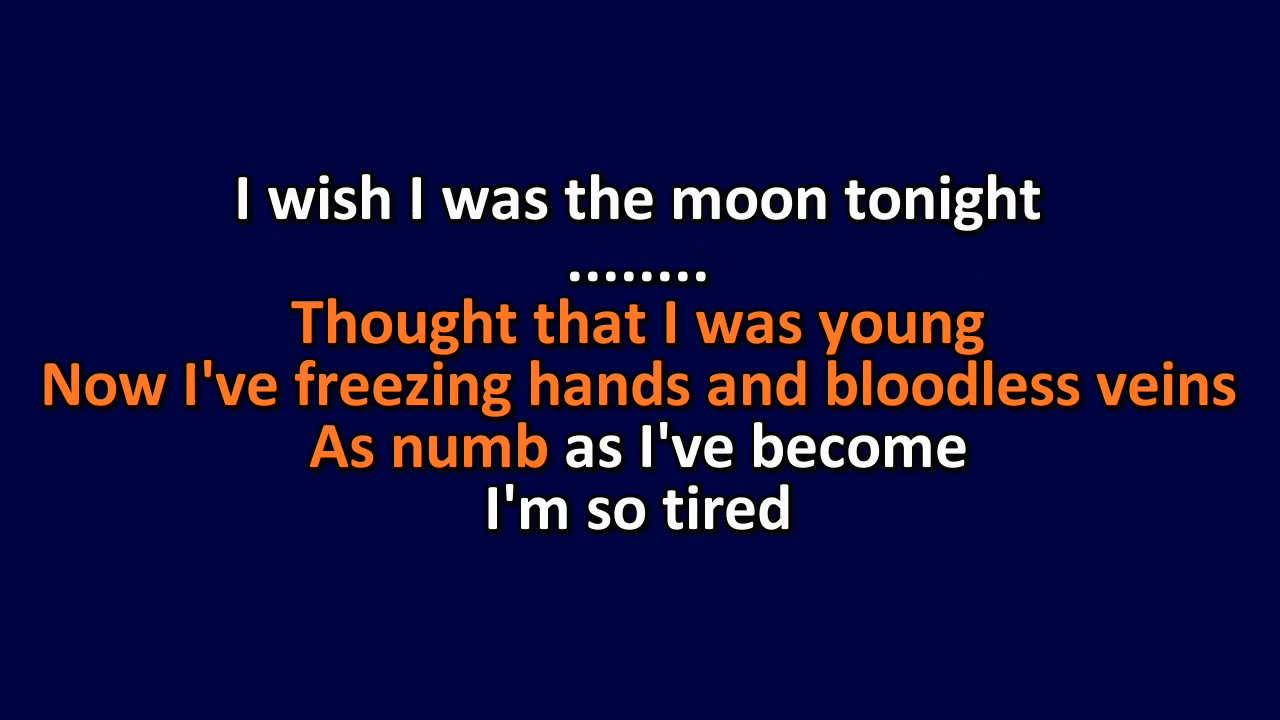 I wish I was the moon tonight
........
Thought that I was young
Now I've freezing hands and bloodless veins
As numb as I've become
I'm so tired